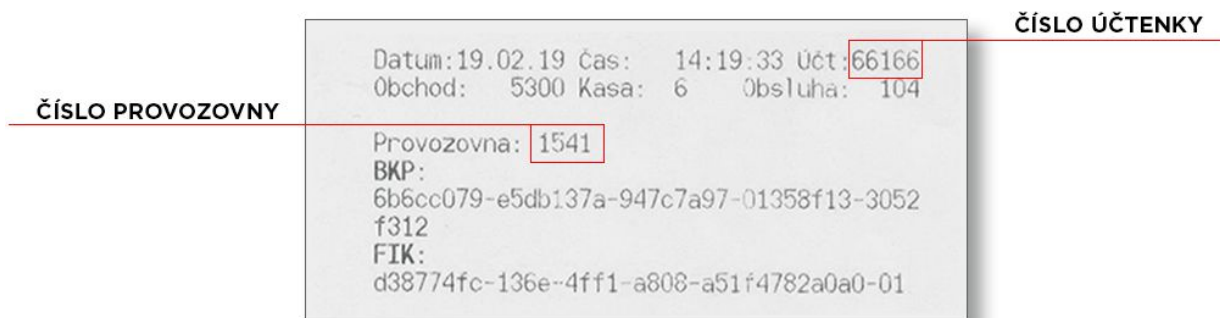 ČÍSLO ÚČTENKY
Datum:19.02.19 Čas: 14:19:33 Účt:66166
Obchod: 5300 Kasa: 6 Obsluha: 104
ČÍSLO PROVOZOVNY
Provozovna: 1541
BKP:
6b6cc079-e5db137a-947c7a97-01358f13-3052
f312
FIK:
d38774fc-136e-4ff1-a808-a51f4782a0a0-01